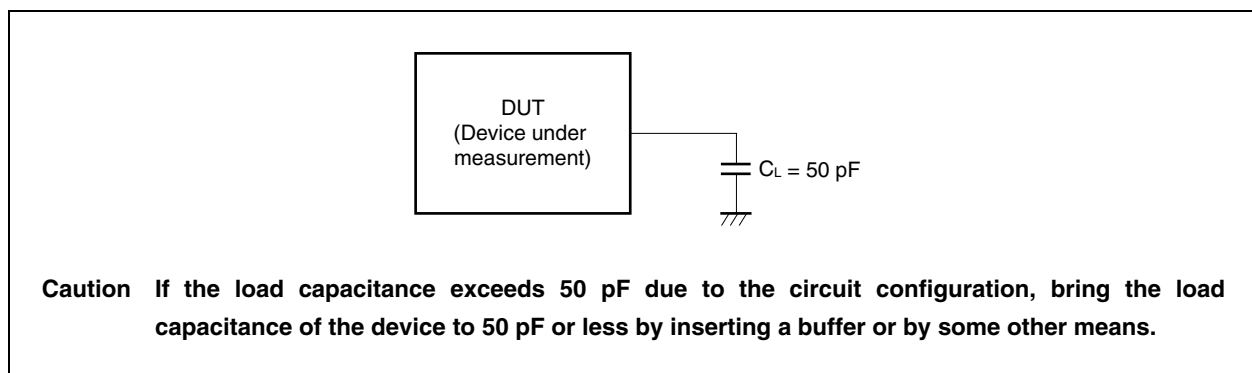 DUT
(Device under
measurement)
CL = 50 pF
Caution If the load capacitance exceeds 50 pF due to the circuit configuration, bring the load
capacitance of the device to 50 pF or less by inserting a buffer or by some other means.